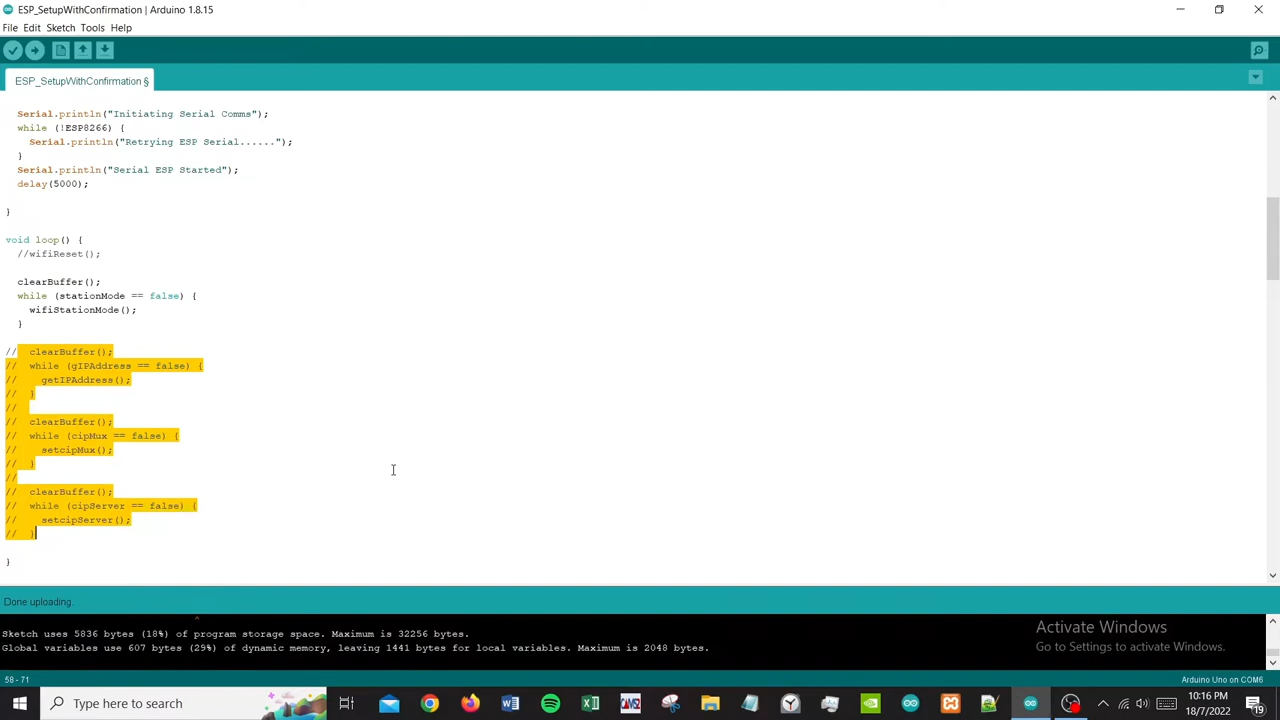 ESP_SetupWithConfirmation | Arduino 1.8.15
File Edit Sketch Tools Help
ESP_SetupWithConfirmation §
Serial.println("Initiating Serial Comms");
while (!ESP8266) {
Serial.println("Retrying ESP Serial......");
}
Serial.println("Serial ESP Started");
delay(5000);
}
void loop() {
//wifiReset();
clearBuffer();
while (stationMode == false) {
wifiStationMode();
}
//  clearBuffer();
//  while (gIPAddress == false) {
//    getIPAddress();
//  }
//
//  clearBuffer();
//  while (cipMux == false) {
//    setcipMux();
//  }
//
//  clearBuffer();
//  while (cipServer == false) {
//    setcipServer();
//  }
}
Done uploading.
^
Sketch uses 5836 bytes (18%) of program storage space. Maximum is 32256 bytes.
Global variables use 607 bytes (29%) of dynamic memory, leaving 1441 bytes for local variables. Maximum is 2048 bytes.
Activate Windows
Go to Settings to activate Windows.
58 - 71
Arduino Uno on COM6
Type here to search
10:16 PM
18/7/2022
19